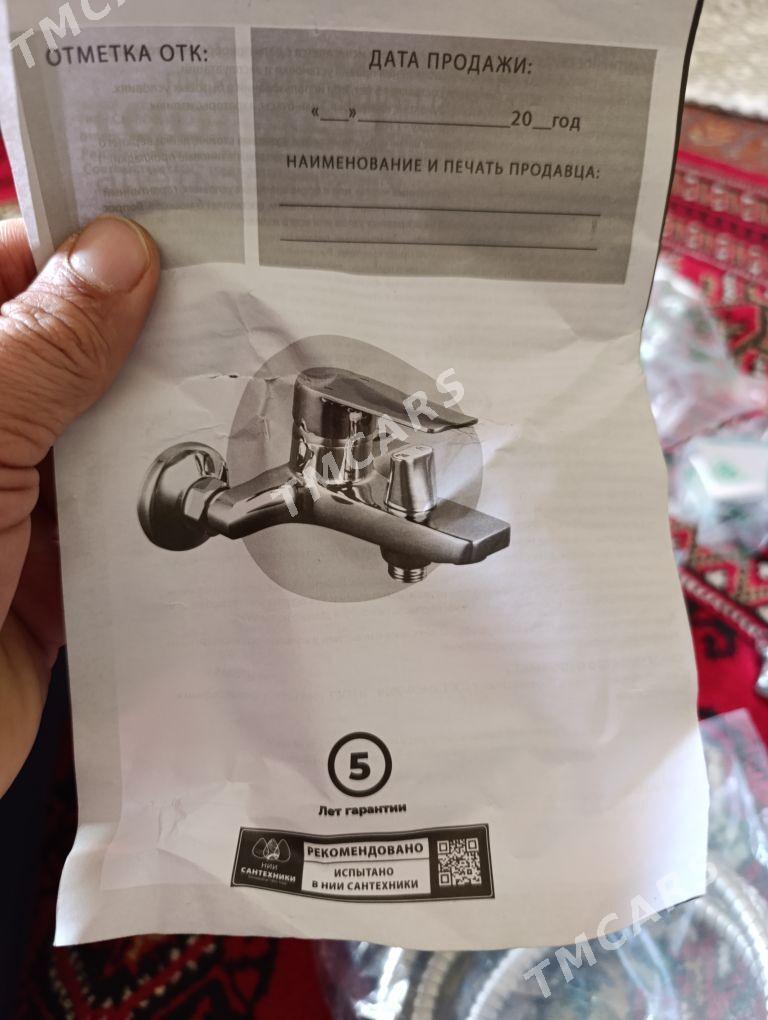 TMCARS
ОТМЕТКА ОТК:
ДАТА ПРОДАЖИ:
«___»________________20__год
НАИМЕНОВАНИЕ И ПЕЧАТЬ ПРОДАВЦА:
TMCARS
5
Лет гарантии
НИИ
САНТЕХНИКИ
РЕКОМЕНДОВАНО
ИСПЫТАНО
В НИИ САНТЕХНИКИ
TMCARS